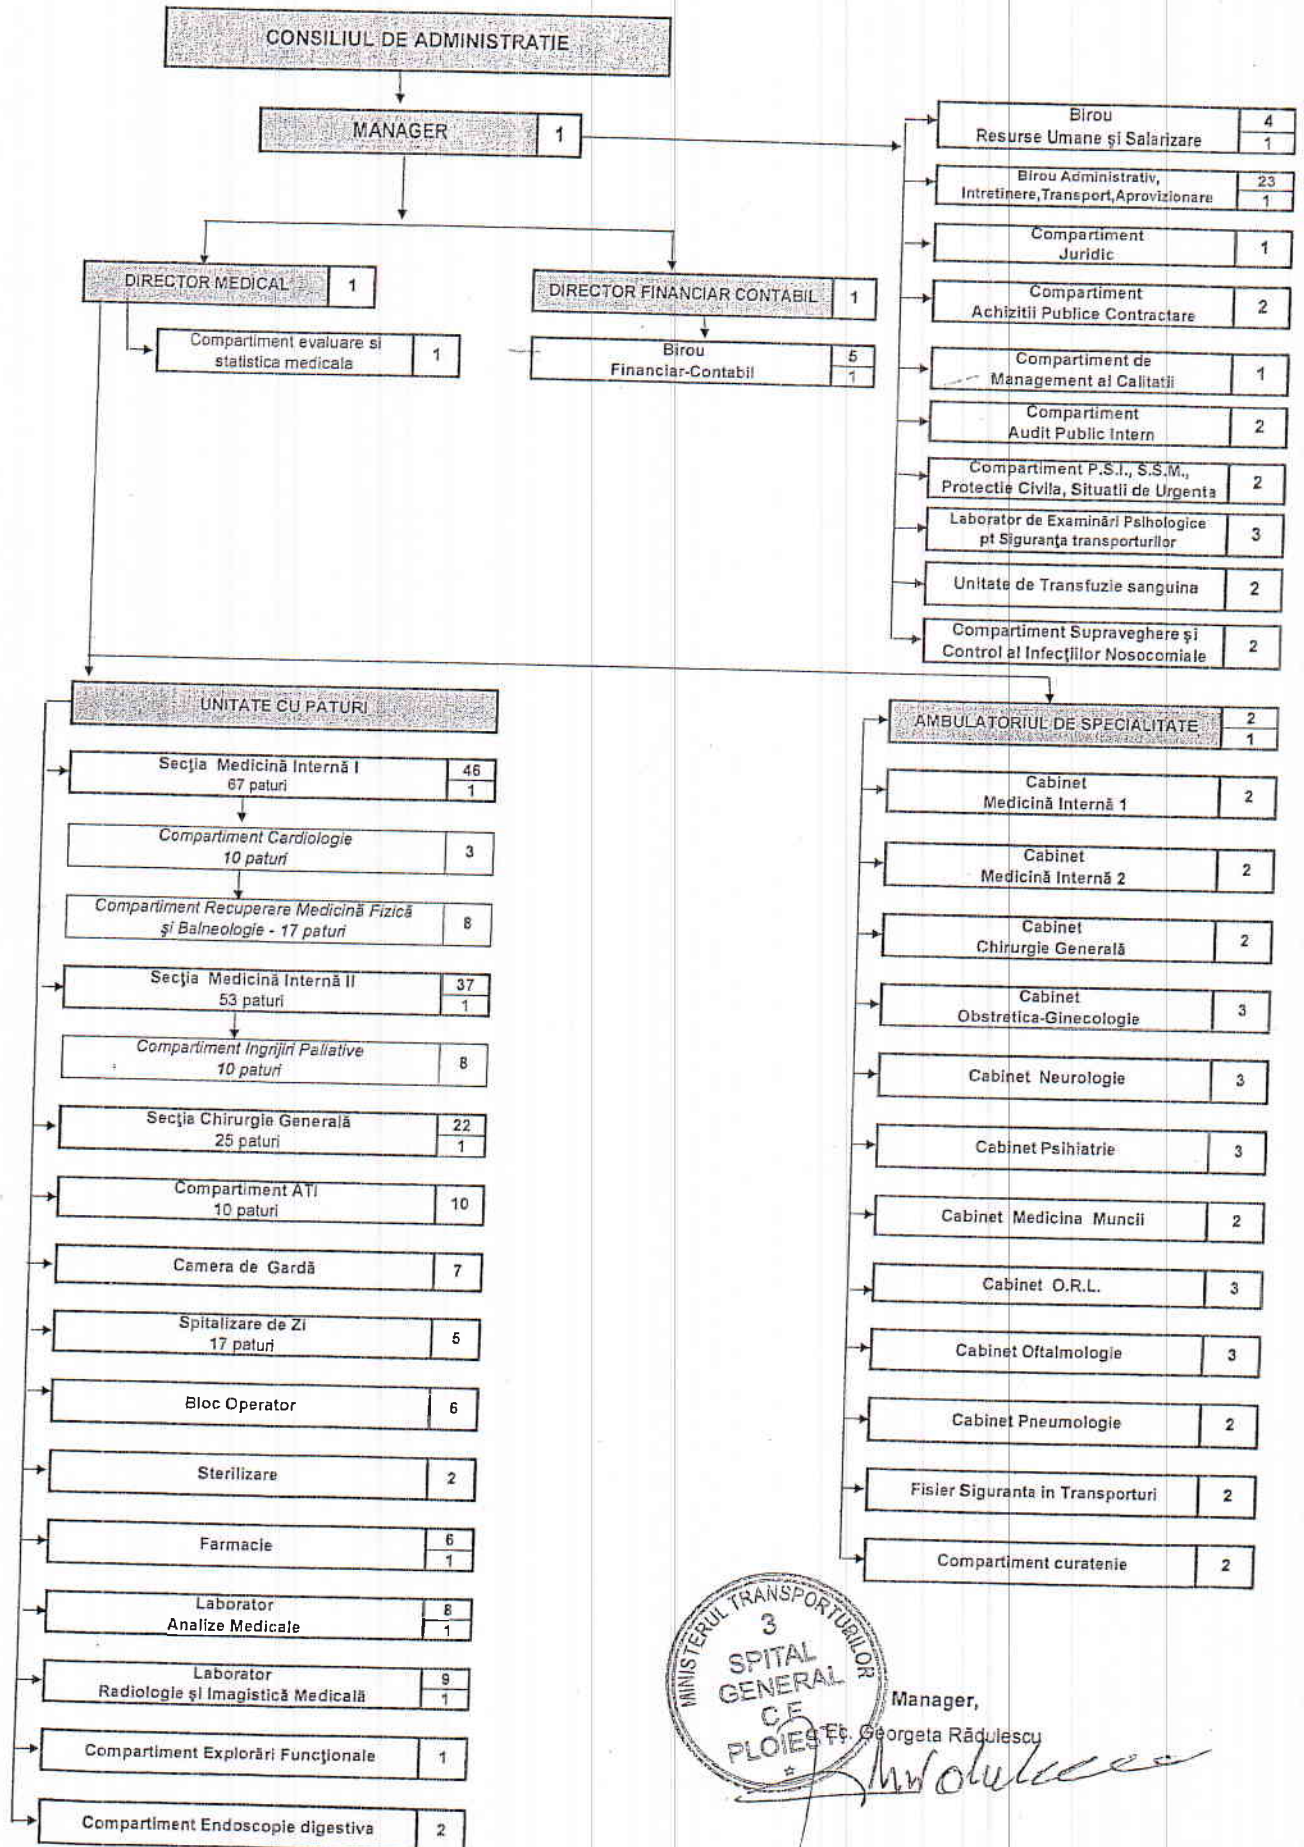 CONSILIUL DE ADMINISTRATIE
MANAGER 1
DIRECTOR MEDICAL 1
Compartiment evaluare si
statistica medicala 1
DIRECTOR FINANCIAR CONTABIL 1
Birou 5
Financiar-Contabil 1
Birou 4
Resurse Umane și Salarizare 1
Birou Administrativ, 23
Intretinere,Transport,Aprovizionare 1
Compartiment
Juridic 1
Compartiment
Achizitii Publice Contractare 2
Compartiment de
Management al Calitatii 1
Compartiment
Audit Public Intern 2
Compartiment P.S.I., S.S.M.,
Protectie Civila, Situatii de Urgenta 2
Laborator de Examinări Psihologice
pt Siguranţa transporturilor 3
Unitate de Transfuzie sanguina 2
Compartiment Supraveghere şi
Control al Infecţiilor Nosocomiale 2
UNITATE CU PATURI
Secţia Medicină Internă I 46
67 paturi 1
Compartiment Cardiologie
10 paturi 3
Compartiment Recuperare Medicină Fizică
şi Balneologie - 17 paturi 8
Secţia Medicină Internă II 37
53 paturi 1
Compartiment Ingrijiri Paliative
10 paturi 8
Secţia Chirurgie Generală 22
25 paturi 1
Compartiment ATI
10 paturi 10
Camera de Gardă 7
Spitalizare de Zi
17 paturi 5
Bloc Operator 6
Sterilizare 2
Farmacie 6
1
Laborator 8
Analize Medicale 1
Laborator 9
Radiologie şi Imagistică Medicală 1
Compartiment Explorări Funcţionale 1
Compartiment Endoscopie digestiva 2
AMBULATORIUL DE SPECIALITATE 2
1
Cabinet
Medicină Internă 1 2
Cabinet
Medicină Internă 2 2
Cabinet
Chirurgie Generală 2
Cabinet
Obstretica-Ginecologie 3
Cabinet Neurologie 3
Cabinet Psihiatrie 3
Cabinet Medicina Muncii 2
Cabinet O.R.L. 3
Cabinet Oftalmologie 3
Cabinet Pneumologie 2
Fisier Siguranta in Transporturi 2
Compartiment curatenie 2
MINISTERUL TRANSPORTURILOR
3
SPITAL
GENERAL
C F
PLOIEŞTI
Manager,
Ec. Georgeta Rădulescu